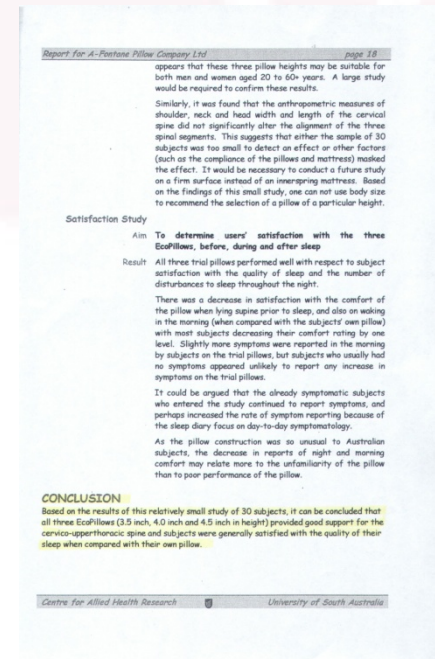 Report for A-Fontane Pillow Company Ltd page 18
appears that these three pillow heights may be suitable for
both men and women aged 20 to 60+ years. A large study
would be required to confirm these results.
Similarly, it was found that the anthropometric measures of
shoulder, neck and head width and length of the cervical
spine did not significantly alter the alignment of the three
spinal segments. This suggests that either the sample of 30
subjects was too small to detect an effect or other factors
(such as the compliance of the pillows and mattress) masked
the effect. It would be necessary to conduct a future study
on a firm surface instead of an innerspring mattress. Based
on the findings of this small study, one can not use body size
to recommend the selection of a pillow of a particular height.
Satisfaction Study
Aim To determine users' satisfaction with the three
EcoPillows, before, during and after sleep
Result All three trial pillows performed well with respect to subject
satisfaction with the quality of sleep and the number of
disturbances to sleep throughout the night.
There was a decrease in satisfaction with the comfort of
the pillow when lying supine prior to sleep, and also on waking
in the morning (when compared with the subjects' own pillow)
with most subjects decreasing their comfort rating by one
level. Slightly more symptoms were reported in the morning
by subjects on the trial pillows, but subjects who usually had
no symptoms appeared unlikely to report any increase in
symptoms on the trial pillows.
It could be argued that the already symptomatic subjects
who entered the study continued to report symptoms, and
perhaps increased the rate of symptom reporting because of
the sleep diary focus on day-to-day symptomatology.
As the pillow construction was so unusual to Australian
subjects, the decrease in reports of night and morning
comfort may relate more to the unfamiliarity of the pillow
than to poor performance of the pillow.
CONCLUSION
Based on the results of this relatively small study of 30 subjects, it can be concluded that
all three EcoPillows (3.5 inch, 4.0 inch and 4.5 inch in height) provided good support for the
cervico-upperthoracic spine and subjects were generally satisfied with the quality of their
sleep when compared with their own pillow.
Centre for Allied Health Research University of South Australia